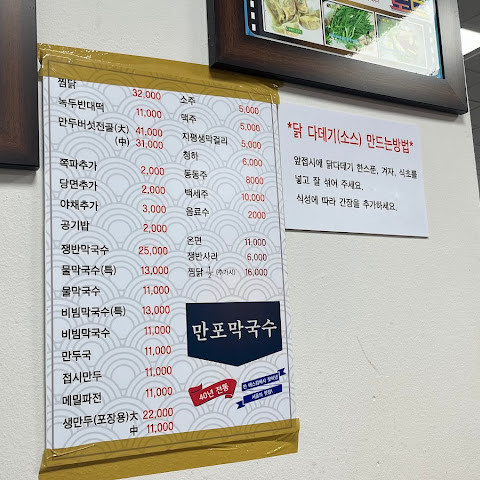 찜닭 32,000
녹두빈대떡 11,000
만두버섯전골(大) 41,000
(中) 31,000
쪽파추가 2,000
당면추가 2,000
야채추가 3,000
공기밥 2,000
쟁반막국수 25,000
물막국수(특) 13,000
물막국수 11,000
비빔막국수(특) 13,000
비빔막국수 11,000
만두국 11,000
접시만두 11,000
메밀파전 11,000
생만두(포장용) 大 22,000
中 11,000
소주 5,000
맥주 5,000
지평생막걸리 5,000
청하 6,000
동동주 8000
백세주 10,000
음료수 2000
온면 11,000
쟁반사리 6,000
찜닭 (추가시) 16,000
만포막국수
40년 전통
*닭 다데기(소스) 만드는방법*
앞접시에 닭다데기 한스푼, 겨자, 식초를
넣고 잘 섞어 주세요.
식성에 따라 간장을 추가하세요.